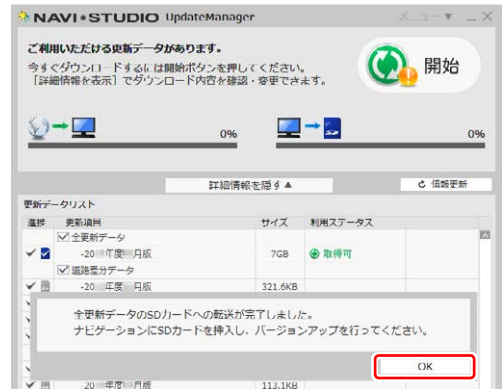 NAVI*STUDIO UpdateManager
メニュー ▼ _ X
ご利用いただける更新データがあります。
今すぐダウンロードするには開始ボタンを押してください。
「詳細情報を表示」でダウンロード内容を確認・変更できます。
開始
0%
0%
詳細情報を隠す▲
情報更新
更新データリスト
進捗 更新項目 サイズ 利用ステータス
全更新データ
-20 年度 月版 7GB 取得可
道路差分データ
-20 年度 月版 321.6KB
全更新データのSDカードへの転送が完了しました。
ナビゲーションにSDカードを挿入し、バージョンアップを行ってください。
OK
-20 年度 月版 113.1KB